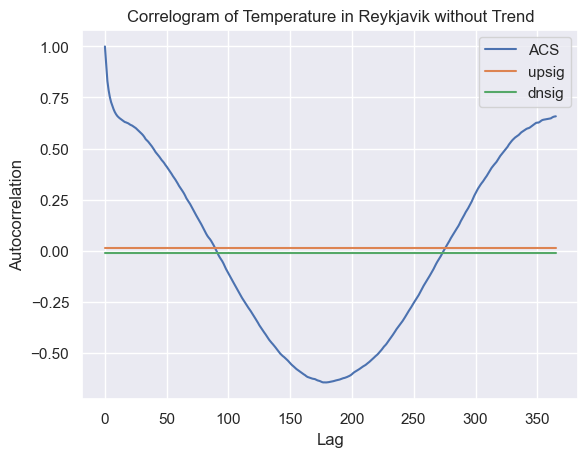 Correlogram of Temperature in Reykjavik without Trend
ACS
upsig
dnsig
1.00
0.75
0.50
0.25
0.00
−0.25
−0.50
Autocorrelation
0 50 100 150 200 250 300 350
Lag